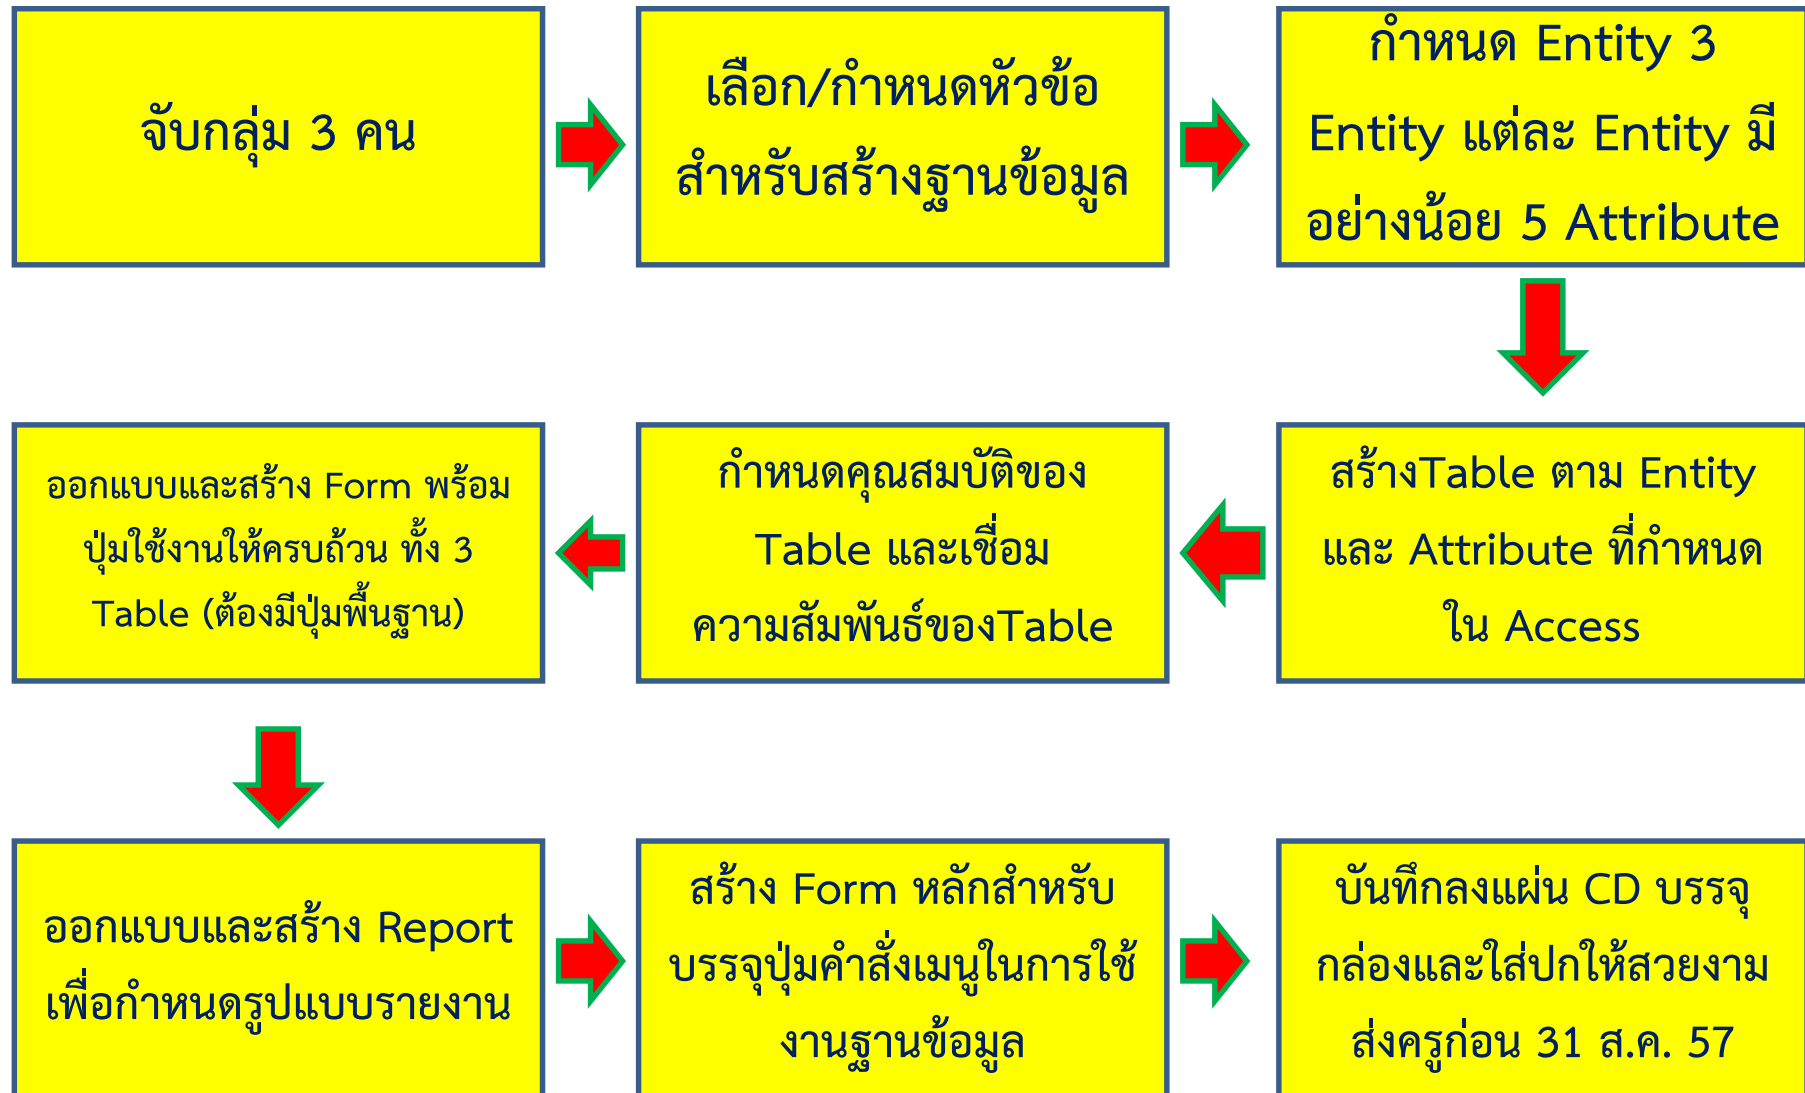 จับกลุ่ม 3 คน
เลือก/กำหนดหัวข้อ
สำหรับสร้างฐานข้อมูล
กำหนด Entity 3
Entity แต่ละ Entity มี
อย่างน้อย 5 Attribute
สร้างTable ตาม Entity
และ Attribute ที่กำหนด
ใน Access
กำหนดคุณสมบัติของ
Table และเชื่อม
ความสัมพันธ์ของTable
ออกแบบและสร้าง Form พร้อม
ปุ่มใช้งานให้ครบถ้วน ทั้ง 3
Table (ต้องมีปุ่มพื้นฐาน)
ออกแบบและสร้าง Report
เพื่อกำหนดรูปแบบรายงาน
สร้าง Form หลักสำหรับ
บรรจุปุ่มคำสั่งเมนูในการใช้
งานฐานข้อมูล
บันทึกลงแผ่น CD บรรจุ
กล่องและใส่ปกให้สวยงาม
ส่งครูก่อน 31 ส.ค. 57